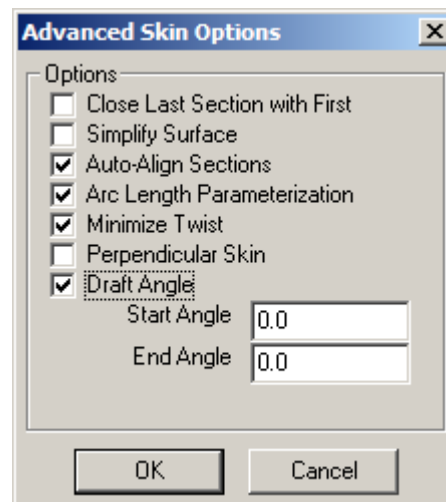 Advanced Skin Options
Options
Close Last Section with First
Simplify Surface
Auto-Align Sections
Arc Length Parameterization
Minimize Twist
Perpendicular Skin
Draft Angle
Start Angle 0.0
End Angle 0.0
OK Cancel